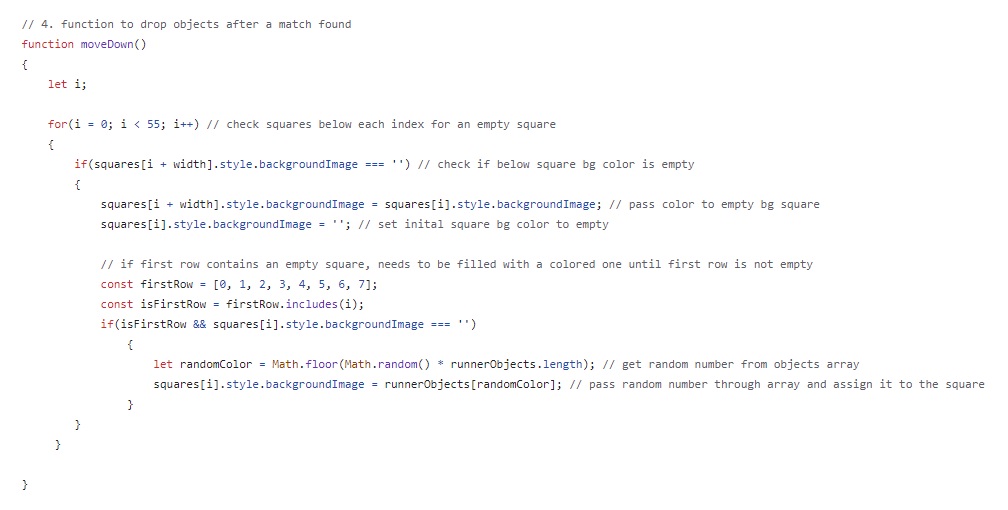 // 4. function to drop objects after a match found
function moveDown()
{
let i;
for(i = 0; i < 55; i++) // check squares below each index for an empty square
{
if(squares[i + width].style.backgroundImage === '') // check if below square bg color is empty
{
squares[i + width].style.backgroundImage = squares[i].style.backgroundImage; // pass color to empty bg square
squares[i].style.backgroundImage = ''; // set inital square bg color to empty
// if first row contains an empty square, needs to be filled with a colored one until first row is not empty
const firstRow = [0, 1, 2, 3, 4, 5, 6, 7];
const isFirstRow = firstRow.includes(i);
if(isFirstRow && squares[i].style.backgroundImage === '')
{
let randomColor = Math.floor(Math.random() * runnerObjects.length); // get random number from objects array
squares[i].style.backgroundImage = runnerObjects[randomColor]; // pass random number through array and assign it to the square
}
}
}
}